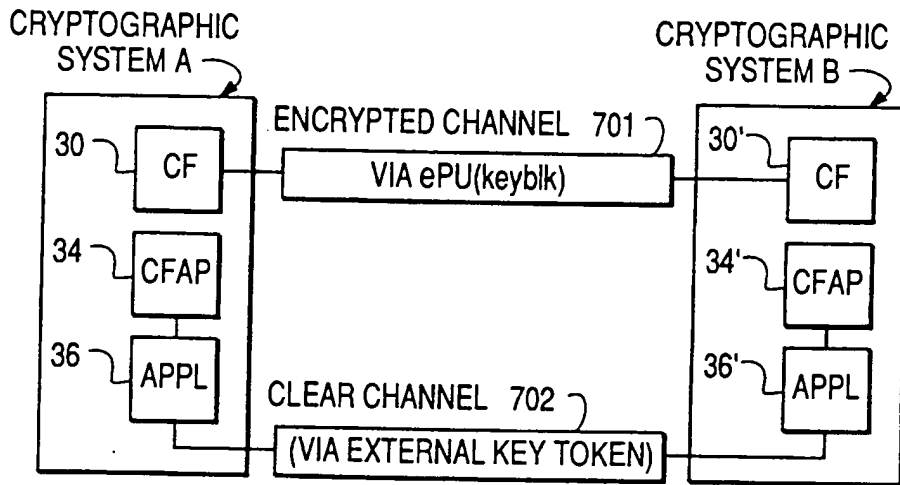 CRYPTOGRAPHIC
SYSTEM A
CRYPTOGRAPHIC
SYSTEM B
ENCRYPTED CHANNEL 701
30
CF
VIA ePU(keyblk)
30'
CF
34
CFAP
34'
CFAP
36
APPL
36'
APPL
CLEAR CHANNEL 702
(VIA EXTERNAL KEY TOKEN)